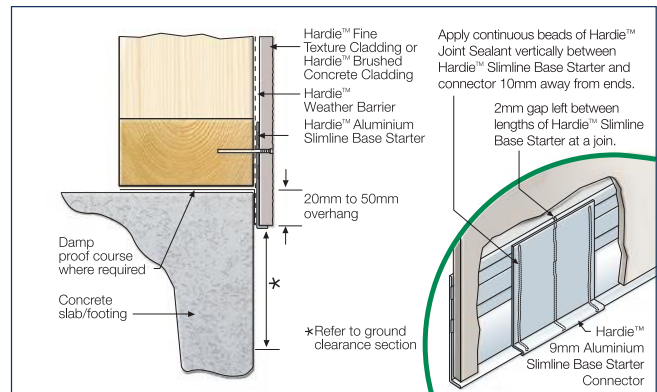 Hardie™ Fine
Texture Cladding or
Hardie™ Brushed
Concrete Cladding
Hardie™
Weather Barrier
Hardie™ Aluminium
Slimline Base Starter
20mm to 50mm
overhang
Damp
proof course
where required
Concrete
slab/footing
*
*Refer to ground
clearance section
Apply continuous beads of Hardie™
Joint Sealant vertically between
Hardie™ Slimline Base Starter and
connector 10mm away from ends.
2mm gap left between
lengths of Hardie™ Slimline
Base Starter at a join.
Hardie™
9mm Aluminium
Slimline Base Starter
Connector